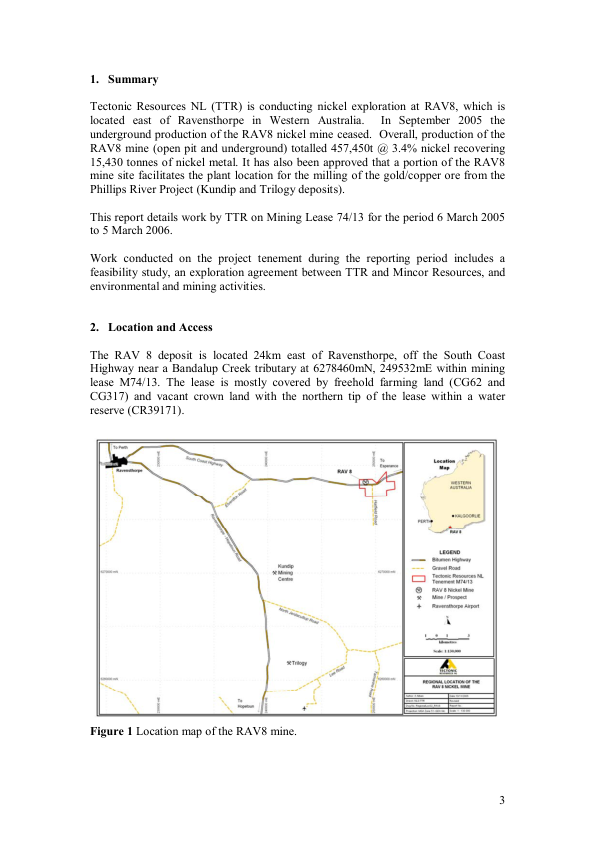 1. Summary
Tectonic Resources NL (TTR) is conducting nickel exploration at RAV8, which is
located east of Ravensthorpe in Western Australia. In September 2005 the
underground production of the RAV8 nickel mine ceased. Overall, production of the
RAV8 mine (open pit and underground) totalled 457,450t @ 3.4% nickel recovering
15,430 tonnes of nickel metal. It has also been approved that a portion of the RAV8
mine site facilitates the plant location for the milling of the gold/copper ore from the
Phillips River Project (Kundip and Trilogy deposits).
This report details work by TTR on Mining Lease 74/13 for the period 6 March 2005
to 5 March 2006.
Work conducted on the project tenement during the reporting period includes a
feasibility study, an exploration agreement between TTR and Mincor Resources, and
environmental and mining activities.
2. Location and Access
The RAV 8 deposit is located 24km east of Ravensthorpe, off the South Coast
Highway near a Bandalup Creek tributary at 6278460mN, 249532mE within mining
lease M74/13. The lease is mostly covered by freehold farming land (CG62 and
CG317) and vacant crown land with the northern tip of the lease within a water
reserve (CR39171).
To Perth
Ravensthorpe
South Coast Highway
RAV 8
To
Esperance
Kundip
Mining
Centre
Trilogy
To
Hopetoun
Location
Map
WESTERN
AUSTRALIA
KALGOORLIE
PERTH
RAV 8
LEGEND
Bitumen Highway
Gravel Road
Tectonic Resources NL
Tenement M74/13
RAV 8 Nickel Mine
Mine / Prospect
Ravensthorpe Airport
kilometres
TECTONIC
REGIONAL LOCATION OF THE
RAV 8 NICKEL MINE
Figure 1 Location map of the RAV8 mine.
3